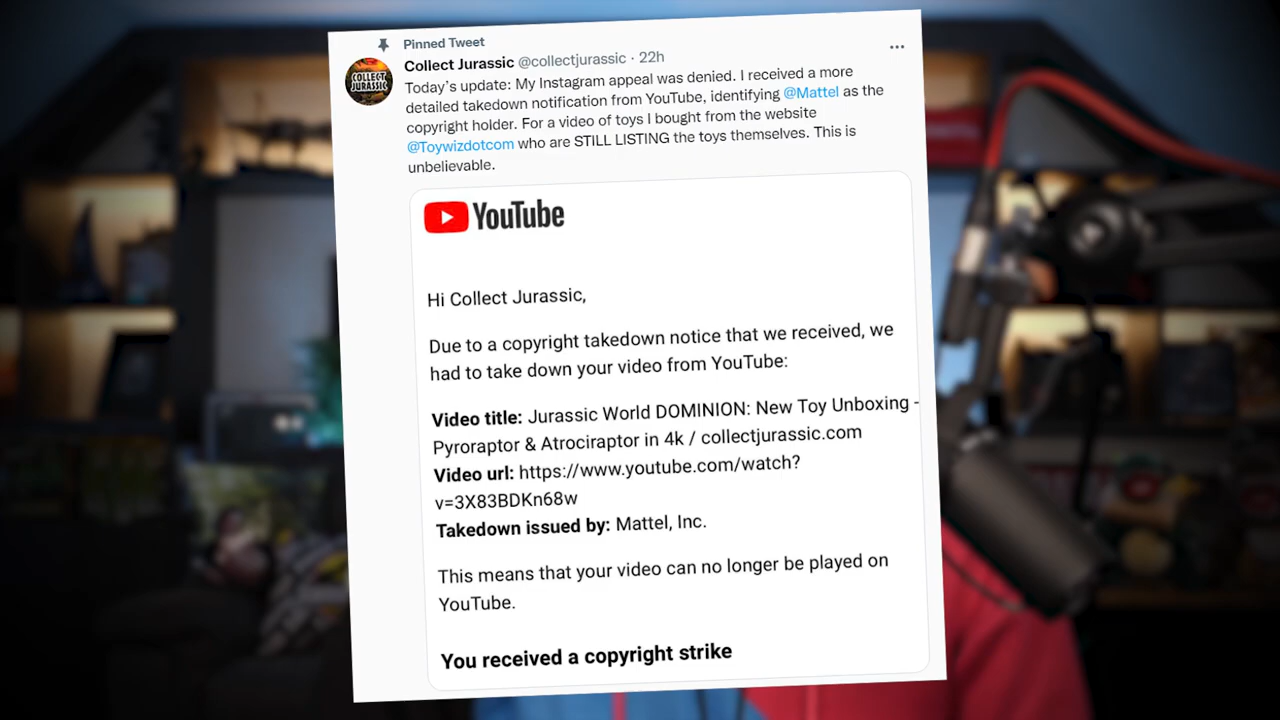 Pinned Tweet
Collect Jurassic @collectjurassic · 22h
Today's update: My Instagram appeal was denied. I received a more
detailed takedown notification from YouTube, identifying @Mattel as the
copyright holder. For a video of toys I bought from the website
@Toywizdotcom who are STILL LISTING the toys themselves. This is
unbelievable.
COLLECT
JURASSIC
YouTube
Hi Collect Jurassic,
Due to a copyright takedown notice that we received, we
had to take down your video from YouTube:
Video title: Jurassic World DOMINION: New Toy Unboxing -
Pyroraptor & Atrociraptor in 4k / collectjurassic.com
Video url: https://www.youtube.com/watch?
v=3X83BDKn68w
Takedown issued by: Mattel, Inc.
This means that your video can no longer be played on
YouTube.
You received a copyright strike